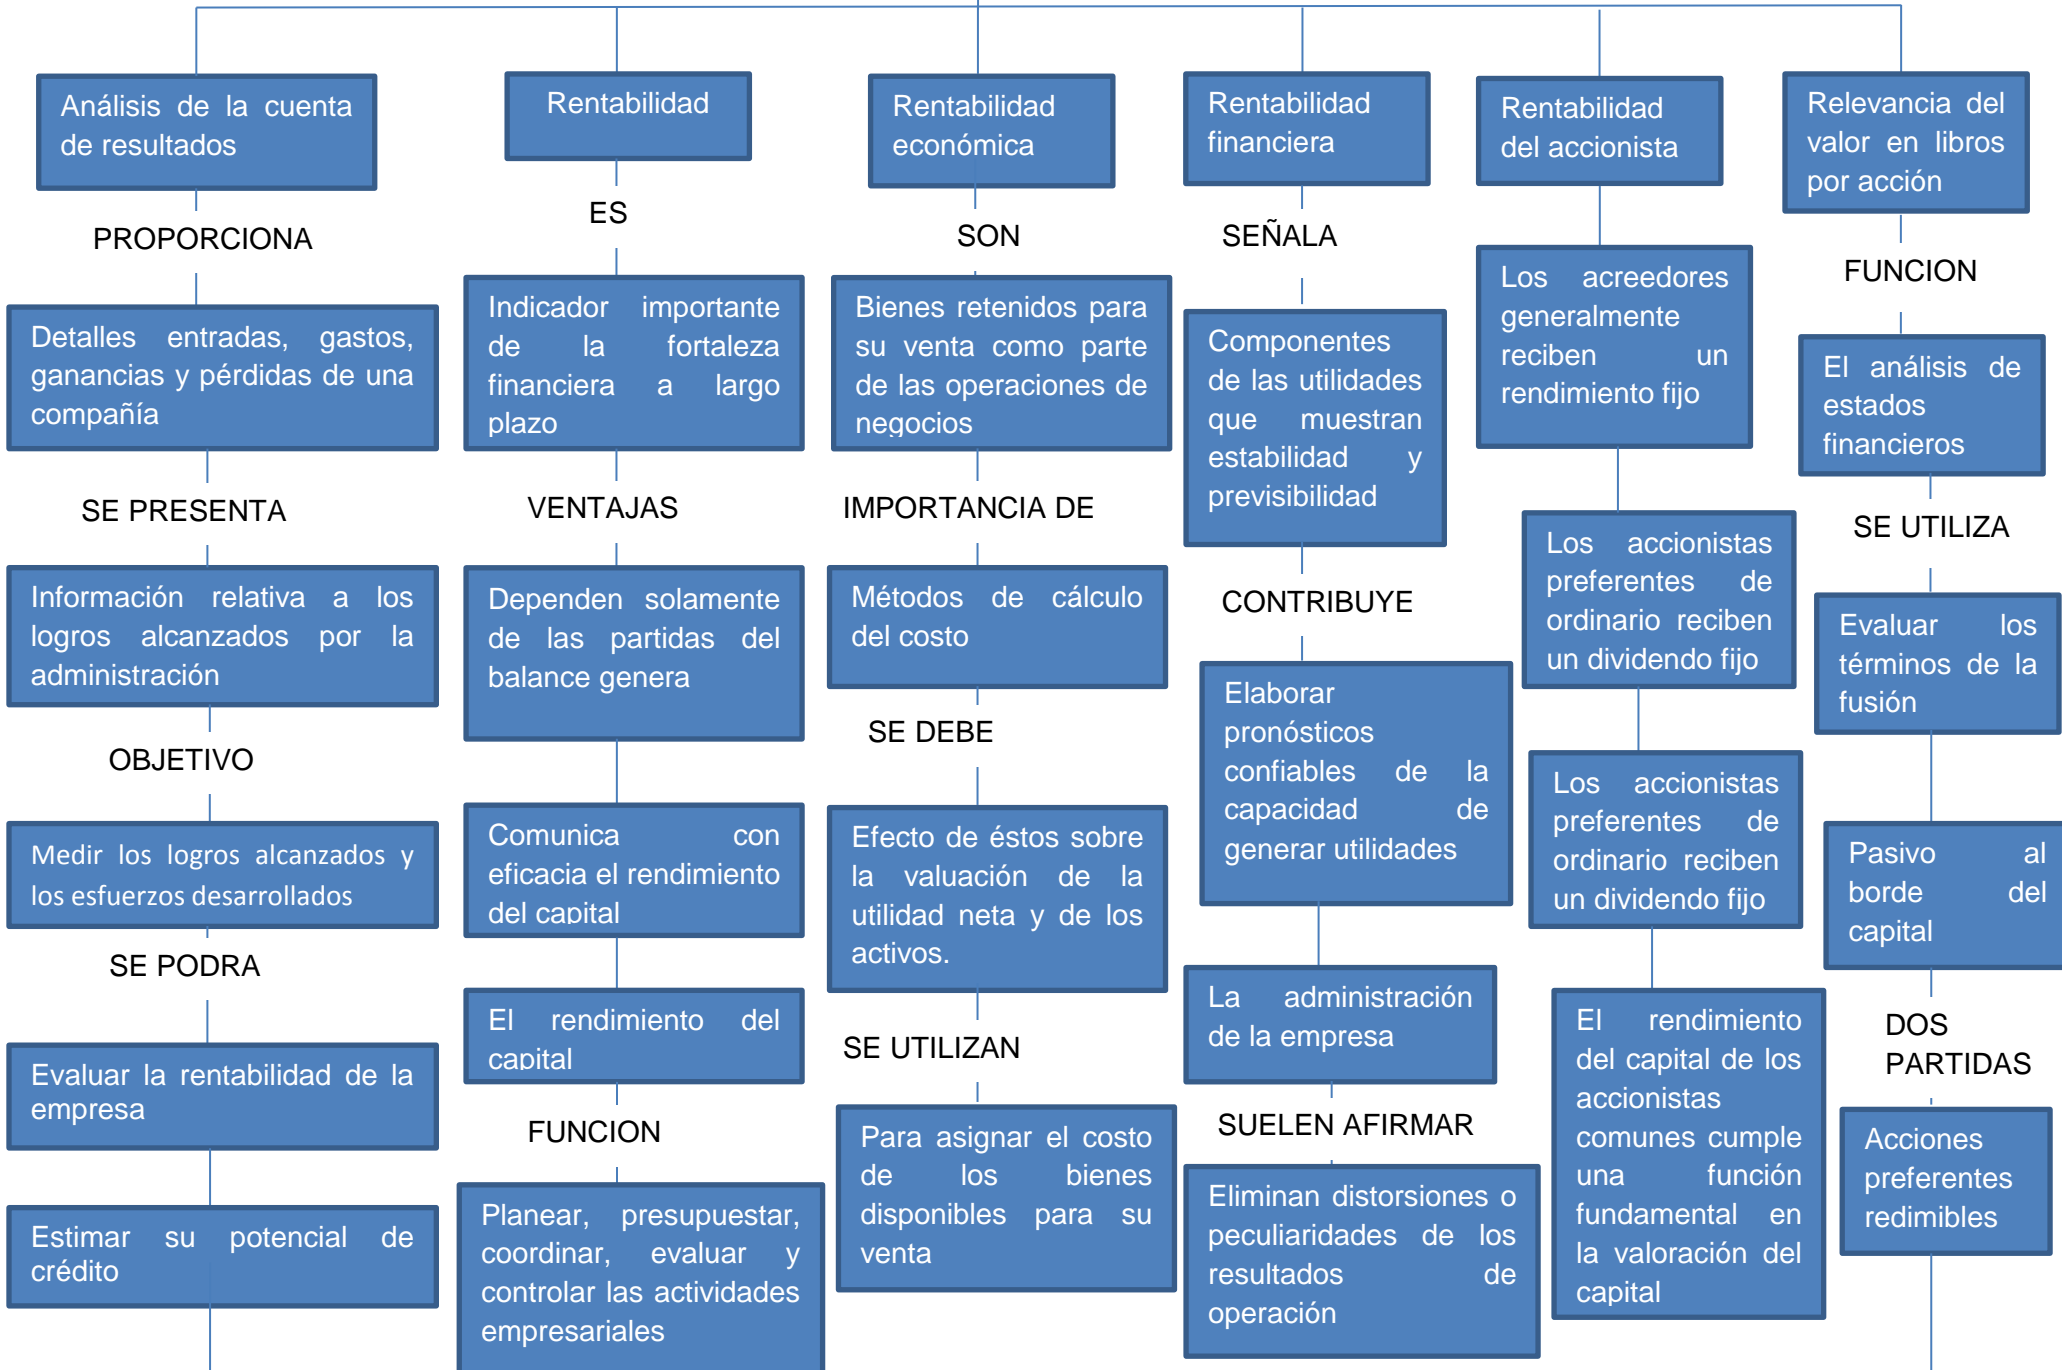 Análisis de la cuenta
de resultados
PROPORCIONA
Detalles entradas, gastos,
ganancias y pérdidas de una
compañía
SE PRESENTA
Información relativa a los
logros alcanzados por la
administración
OBJETIVO
Medir los logros alcanzados y
los esfuerzos desarrollados
SE PODRA
Evaluar la rentabilidad de la
empresa
Estimar su potencial de
crédito
Rentabilidad
ES
Indicador importante
de la fortaleza
financiera a largo
plazo
VENTAJAS
Dependen solamente
de las partidas del
balance genera
Comunica con
eficacia el rendimiento
del capital
El rendimiento del
capital
FUNCION
Planear, presupuestar,
coordinar, evaluar y
controlar las actividades
empresariales
Rentabilidad
económica
SON
Bienes retenidos para
su venta como parte
de las operaciones de
negocios
IMPORTANCIA DE
Métodos de cálculo
del costo
SE DEBE
Efecto de éstos sobre
la valuación de la
utilidad neta y de los
activos.
SE UTILIZAN
Para asignar el costo
de los bienes
disponibles para su
venta
Rentabilidad
financiera
SEÑALA
Componentes
de las utilidades
que muestran
estabilidad y
previsibilidad
CONTRIBUYE
Elaborar
pronósticos
confiables de la
capacidad de
generar utilidades
La administración
de la empresa
SUELEN AFIRMAR
Eliminan distorsiones o
peculiaridades de los
resultados de
operación
Rentabilidad
del accionista
Los acreedores
generalmente
reciben un
rendimiento fijo
Los accionistas
preferentes de
ordinario reciben
un dividendo fijo
Los accionistas
preferentes de
ordinario reciben
un dividendo fijo
El rendimiento
del capital de los
accionistas
comunes cumple
una función
fundamental en
la valoración del
capital
Relevancia del
valor en libros
por acción
FUNCION
El análisis de
estados
financieros
SE UTILIZA
Evaluar los
términos de la
fusión
Pasivo al
borde del
capital
DOS
PARTIDAS
Acciones
preferentes
redimibles